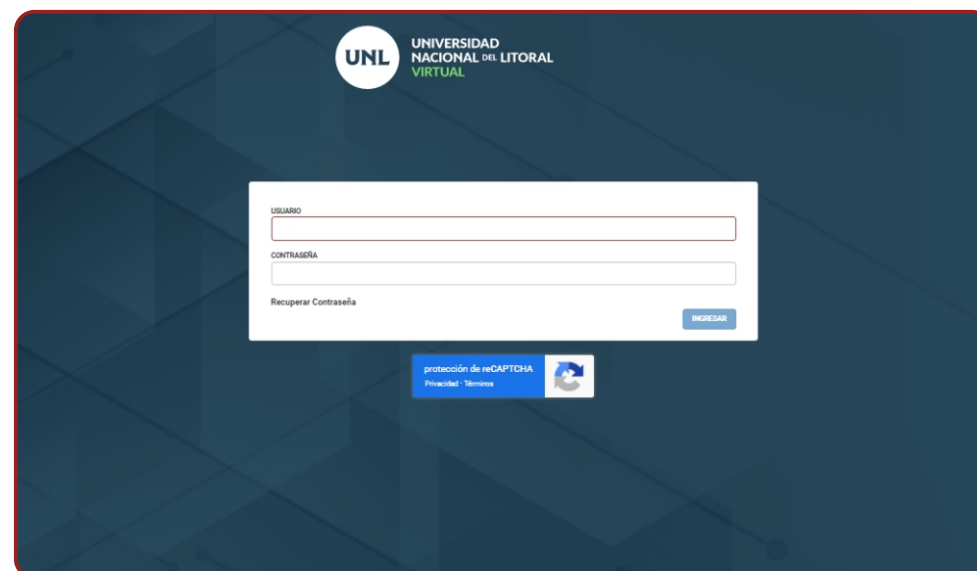 UNL
UNIVERSIDAD
NACIONAL DEL LITORAL
VIRTUAL
USUARIO
CONTRASEÑA
Recuperar Contraseña
INGRESAR
protección de reCAPTCHA
Privacidad · Términos